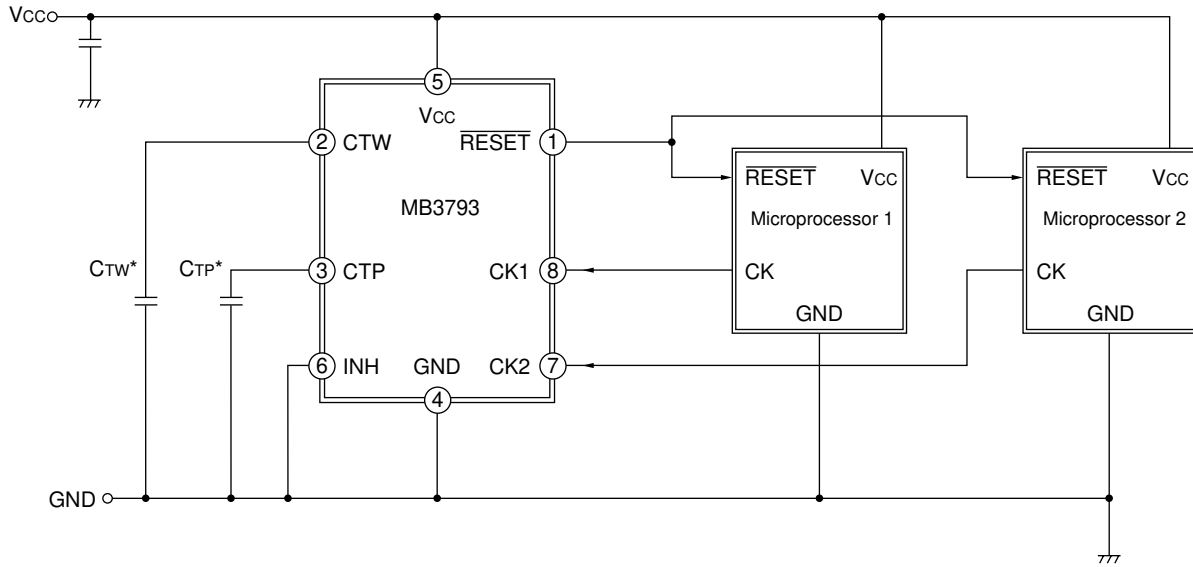 VCC
5
VCC
2 CTW
RESET 1
MB3793
RESET VCC
Microprocessor 1
RESET VCC
Microprocessor 2
CTW*
CTP*
3 CTP
CK1 8
CK
CK
GND
GND
6 INH
GND
CK2 7
4
GND